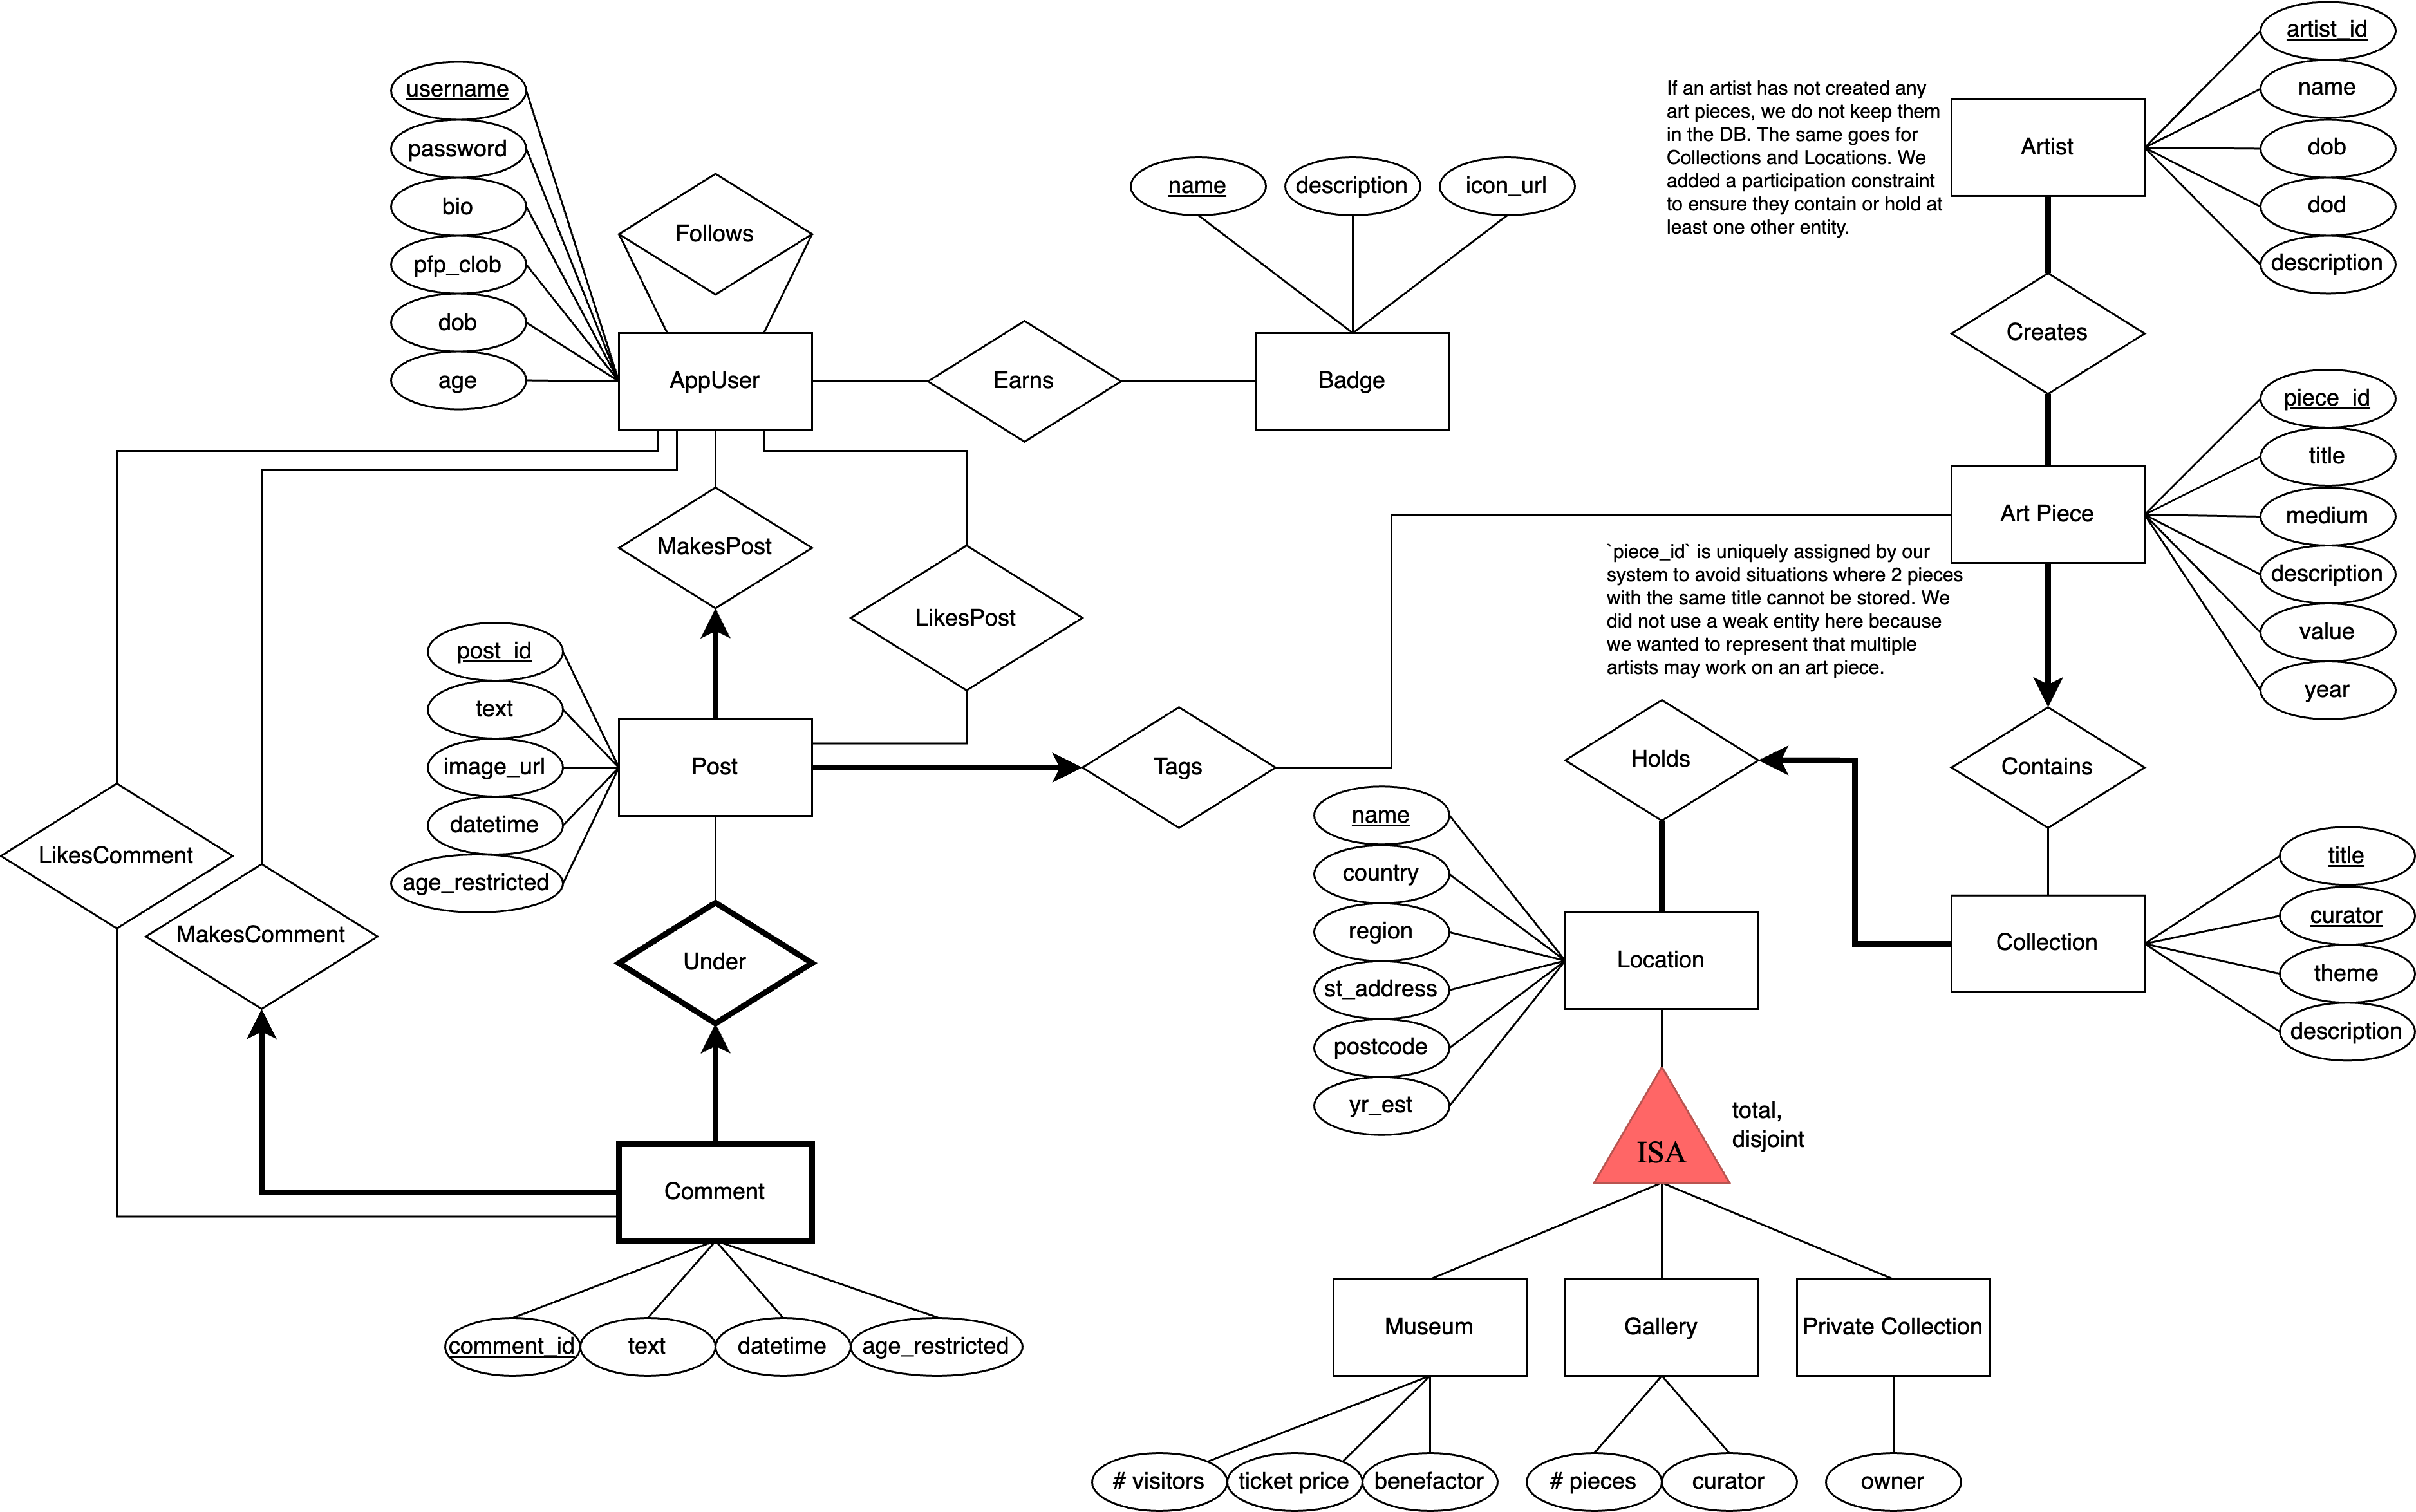 artist_id
name
dob
dod
description
Artist
If an artist has not created any
art pieces, we do not keep them
in the DB. The same goes for
Collections and Locations. We
added a participation constraint
to ensure they contain or hold at
least one other entity.
username
password
bio
pfp_clob
dob
age
Follows
AppUser
Earns
name
description
icon_url
Badge
Creates
piece_id
title
medium
description
value
year
Art Piece
`piece_id` is uniquely assigned by our
system to avoid situations where 2 pieces
with the same title cannot be stored. We
did not use a weak entity here because
we wanted to represent that multiple
artists may work on an art piece.
MakesPost
LikesPost
post_id
text
image_url
datetime
age_restricted
Post
Tags
Holds
Contains
LikesComment
MakesComment
Under
name
country
region
st_address
postcode
yr_est
Location
Collection
title
curator
theme
description
ISA
total,
disjoint
Comment
comment_id
text
datetime
age_restricted
Museum
Gallery
Private Collection
# visitors
ticket price
benefactor
# pieces
curator
owner